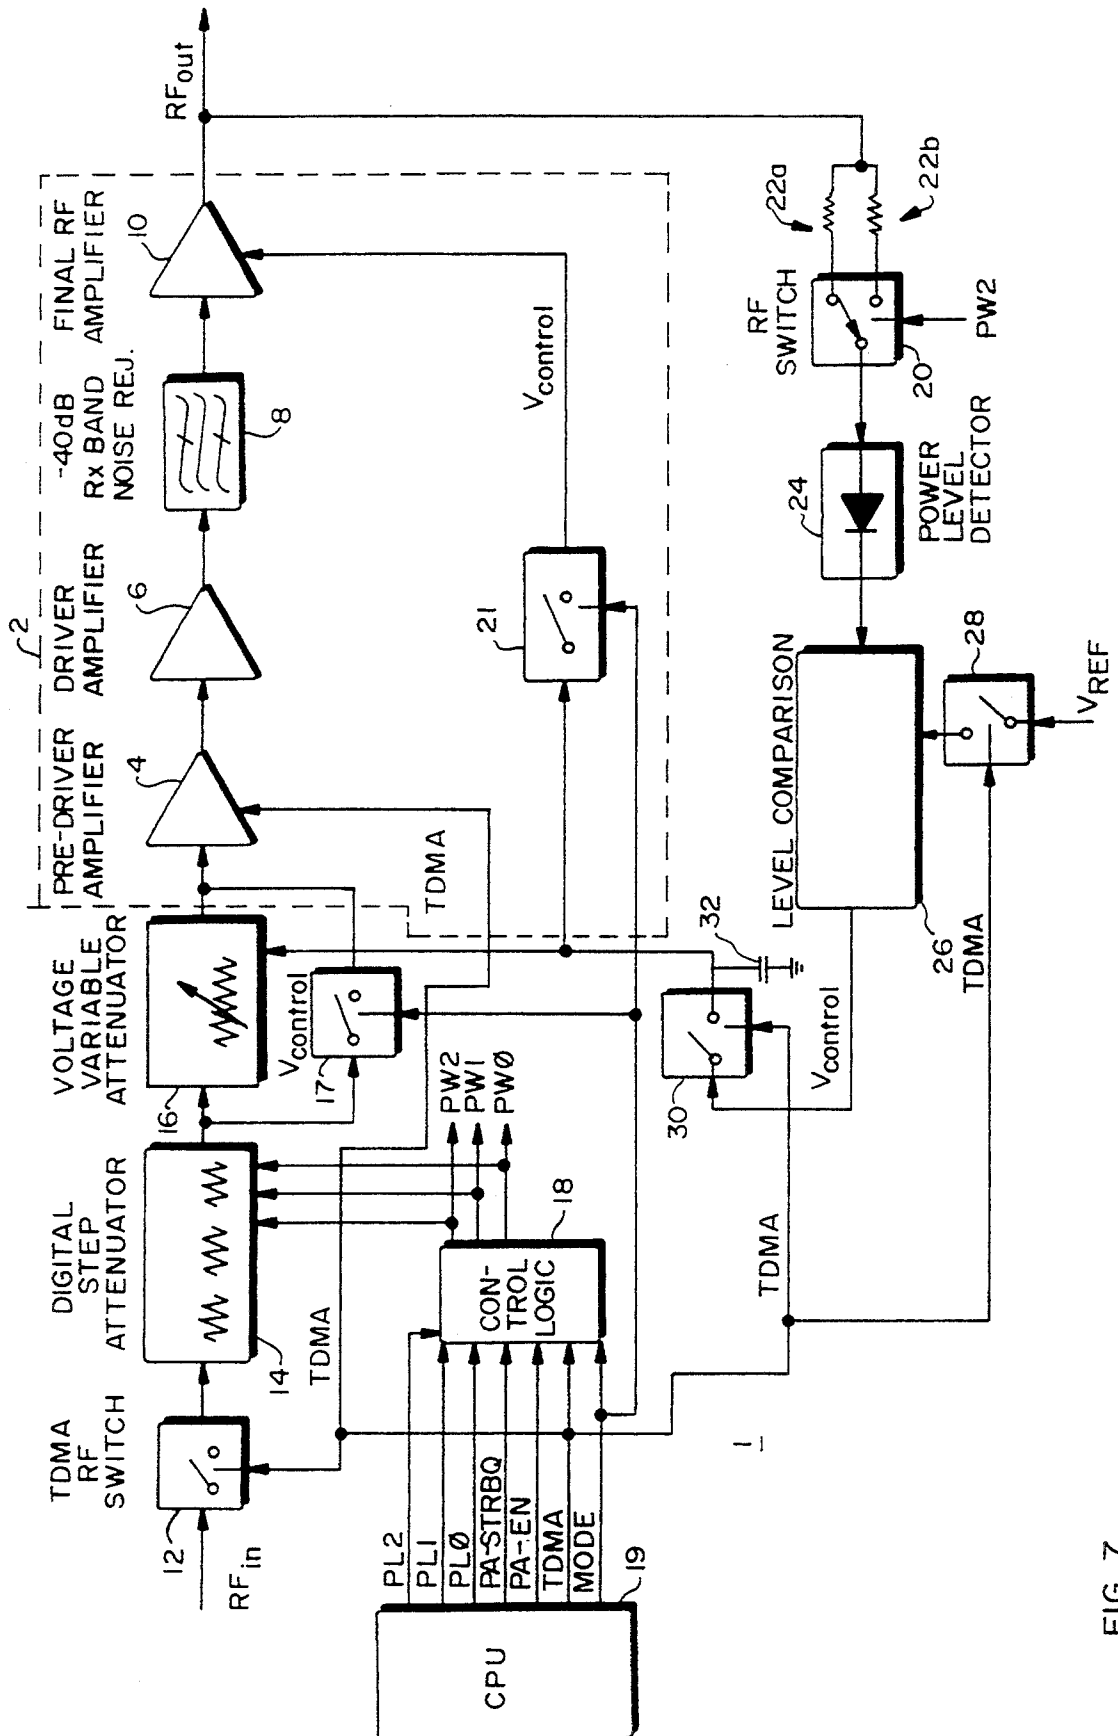 2
PRE-DRIVER
AMPLIFIER
DRIVER
AMPLIFIER
-40dB
Rx BAND
NOISE REJ.
FINAL RF
AMPLIFIER
RFout
TDMA
RF
SWITCH
DIGITAL
STEP
ATTENUATOR
VOLTAGE
VARIABLE
ATTENUATOR
4
6
8
10
RFin
12
14
16
17
Vcontrol
TDMA
TDMA
21
Vcontrol
PW2
PW1
PWØ
CPU
19
PL2
PL1
PLØ
PA-STRBQ
PA-EN
TDMA
MODE
CON-
TROL
LOGIC
18
30
32
TDMA
Vcontrol
RF
SWITCH
22a
22b
20
PW2
24
POWER
LEVEL
DETECTOR
LEVEL COMPARISON
26
28
TDMA
VREF
1
FIG. 7